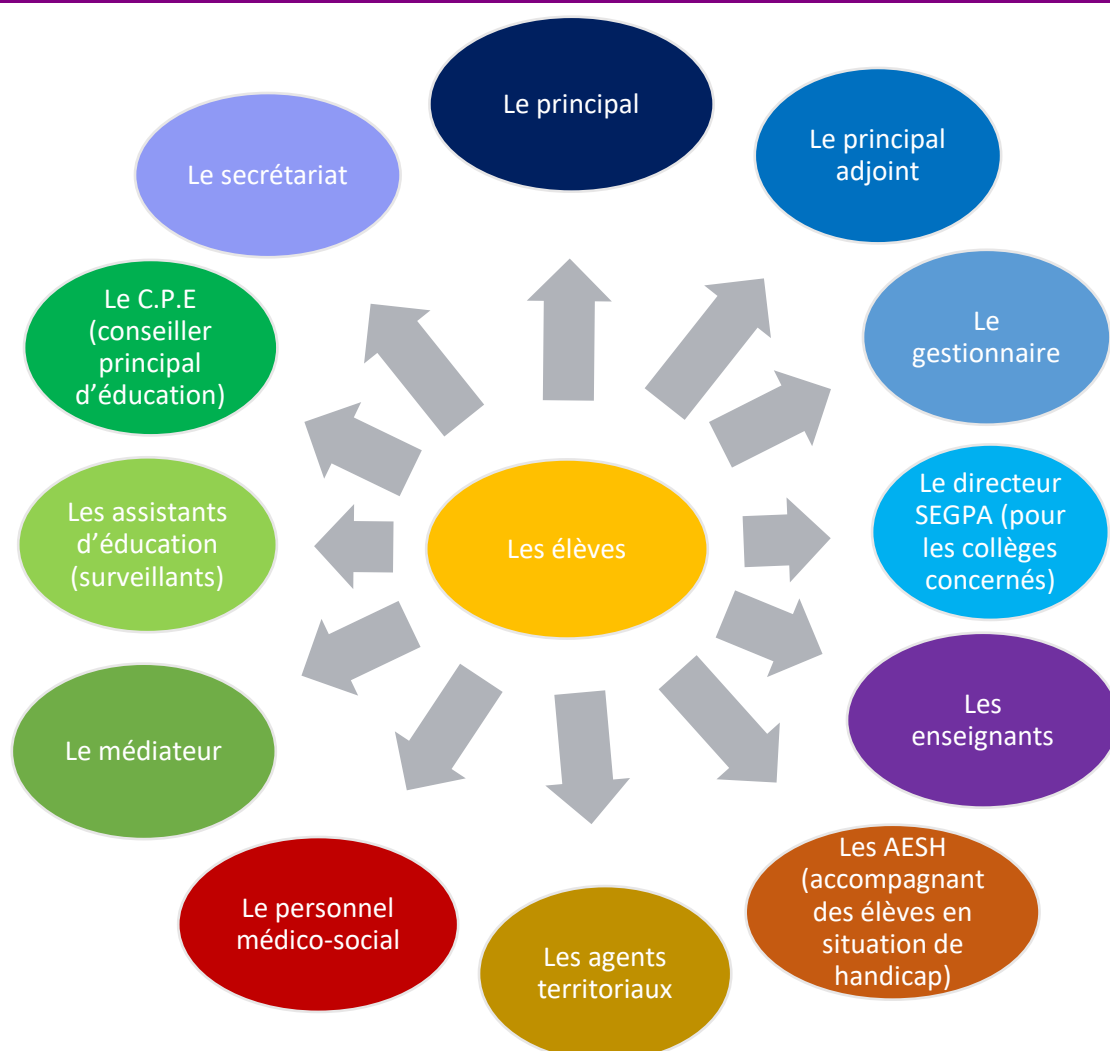 Le principal
Le principal
adjoint
Le secrétariat
Le C.P.E
(conseiller
principal
d’éducation)
Le
gestionnaire
Les assistants
d’éducation
(surveillants)
Les élèves
Le directeur
SEGPA (pour
les collèges
concernés)
Le médiateur
Les
enseignants
Le personnel
médico-social
Les agents
territoriaux
Les AESH
(accompagnant
des élèves en
situation de
handicap)